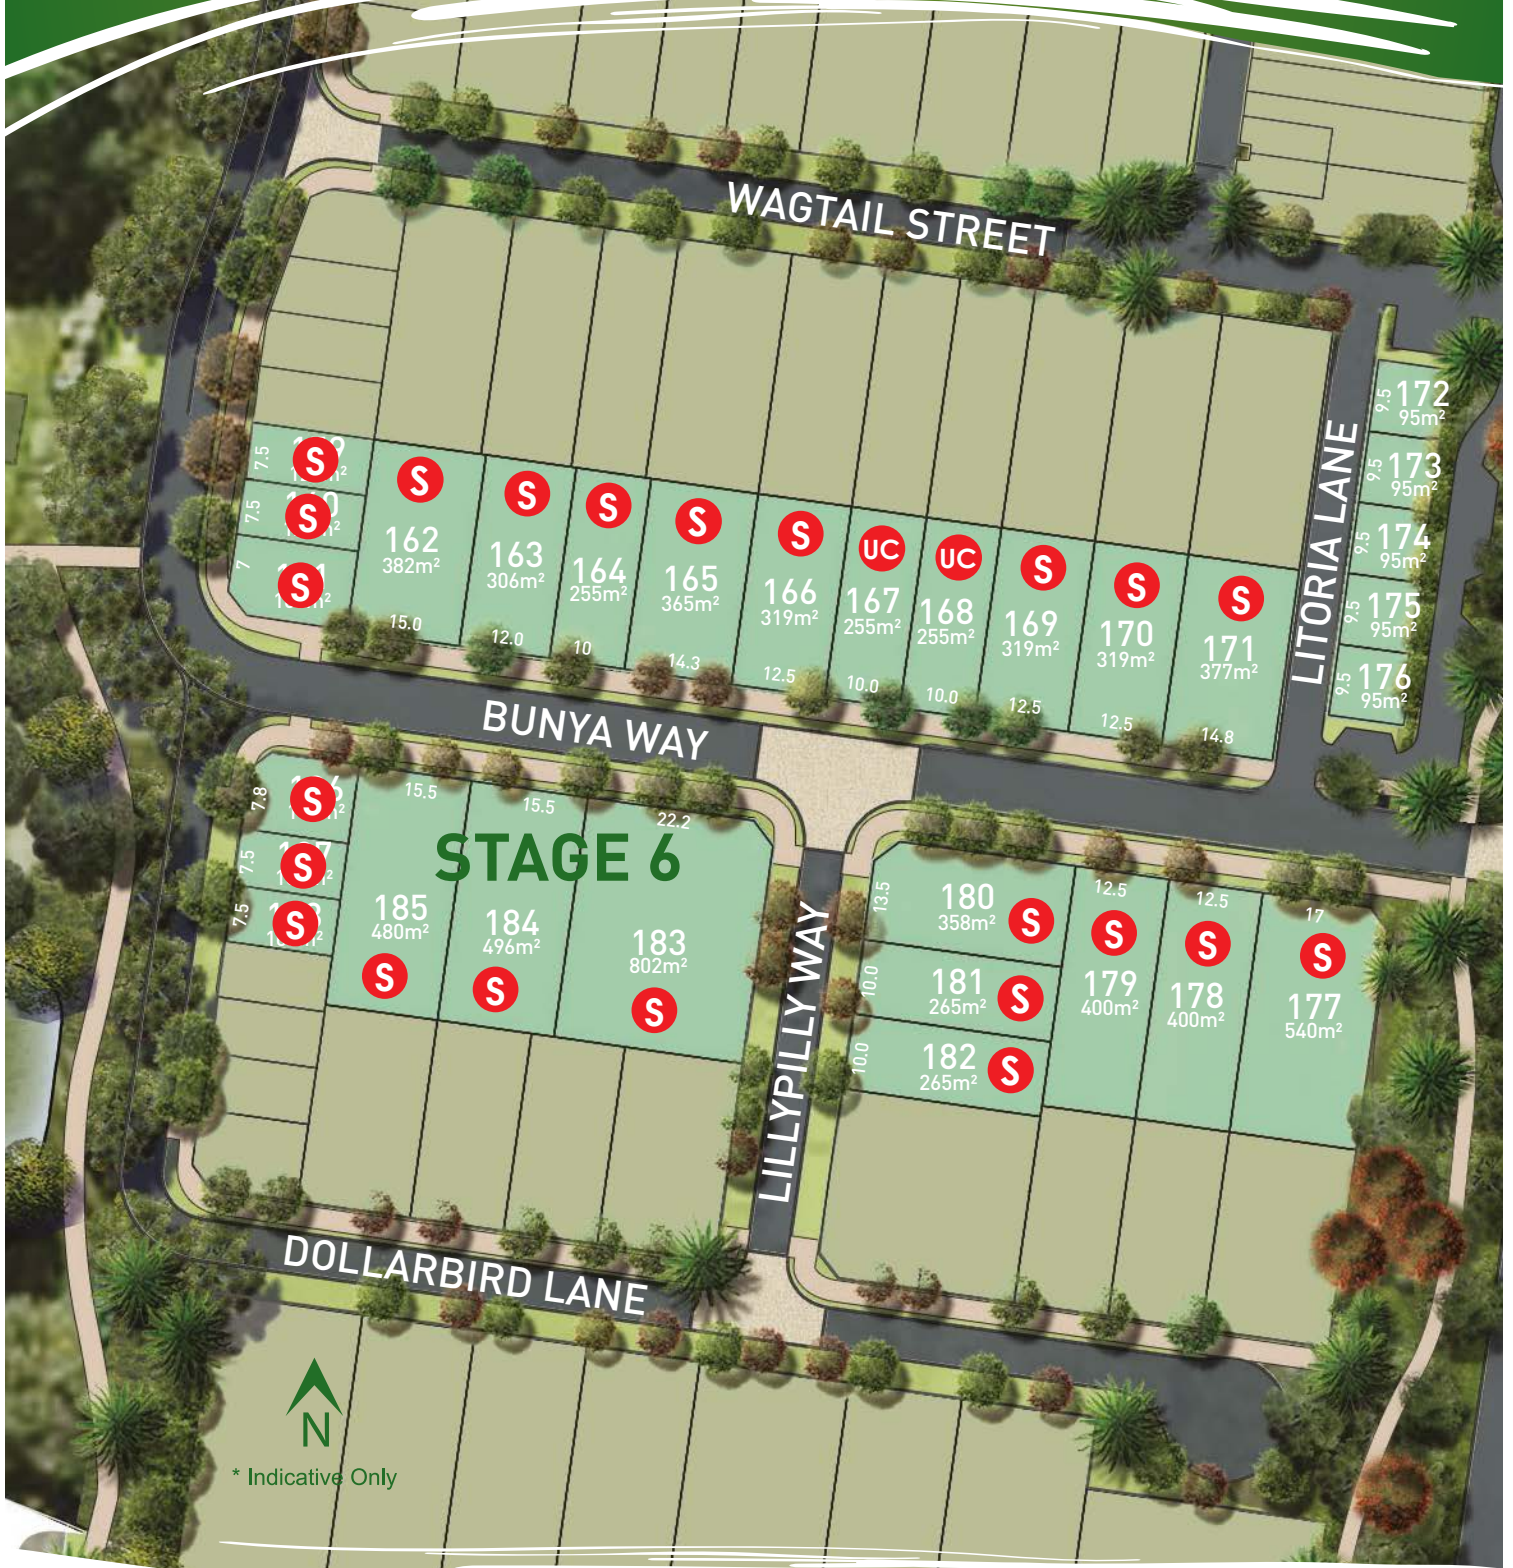 WAGTAIL STREET
172
95m²
9.5
173
95m²
9.5
174
95m²
9.5
175
95m²
9.5
176
95m²
9.5
LITORIA LANE
7.5
S
7.5
S
7
S
S
162
382m²
15.0
S
163
306m²
12.0
S
164
255m²
10
S
165
365m²
14.3
S
166
319m²
12.5
UC
167
255m²
10.0
UC
168
255m²
10.0
S
169
319m²
12.5
S
170
319m²
12.5
S
171
377m²
14.8
BUNYA WAY
7.8
S
7.5
S
7.5
S
15.5
15.5
22.2
STAGE 6
185
480m²
S
184
496m²
S
183
802m²
S
LILLYPILLY WAY
13.5
180
358m²
S
10.0
181
265m²
S
10.0
182
265m²
S
12.5
S
179
400m²
12.5
S
178
400m²
17
S
177
540m²
DOLLARBIRD LANE
N
* Indicative Only